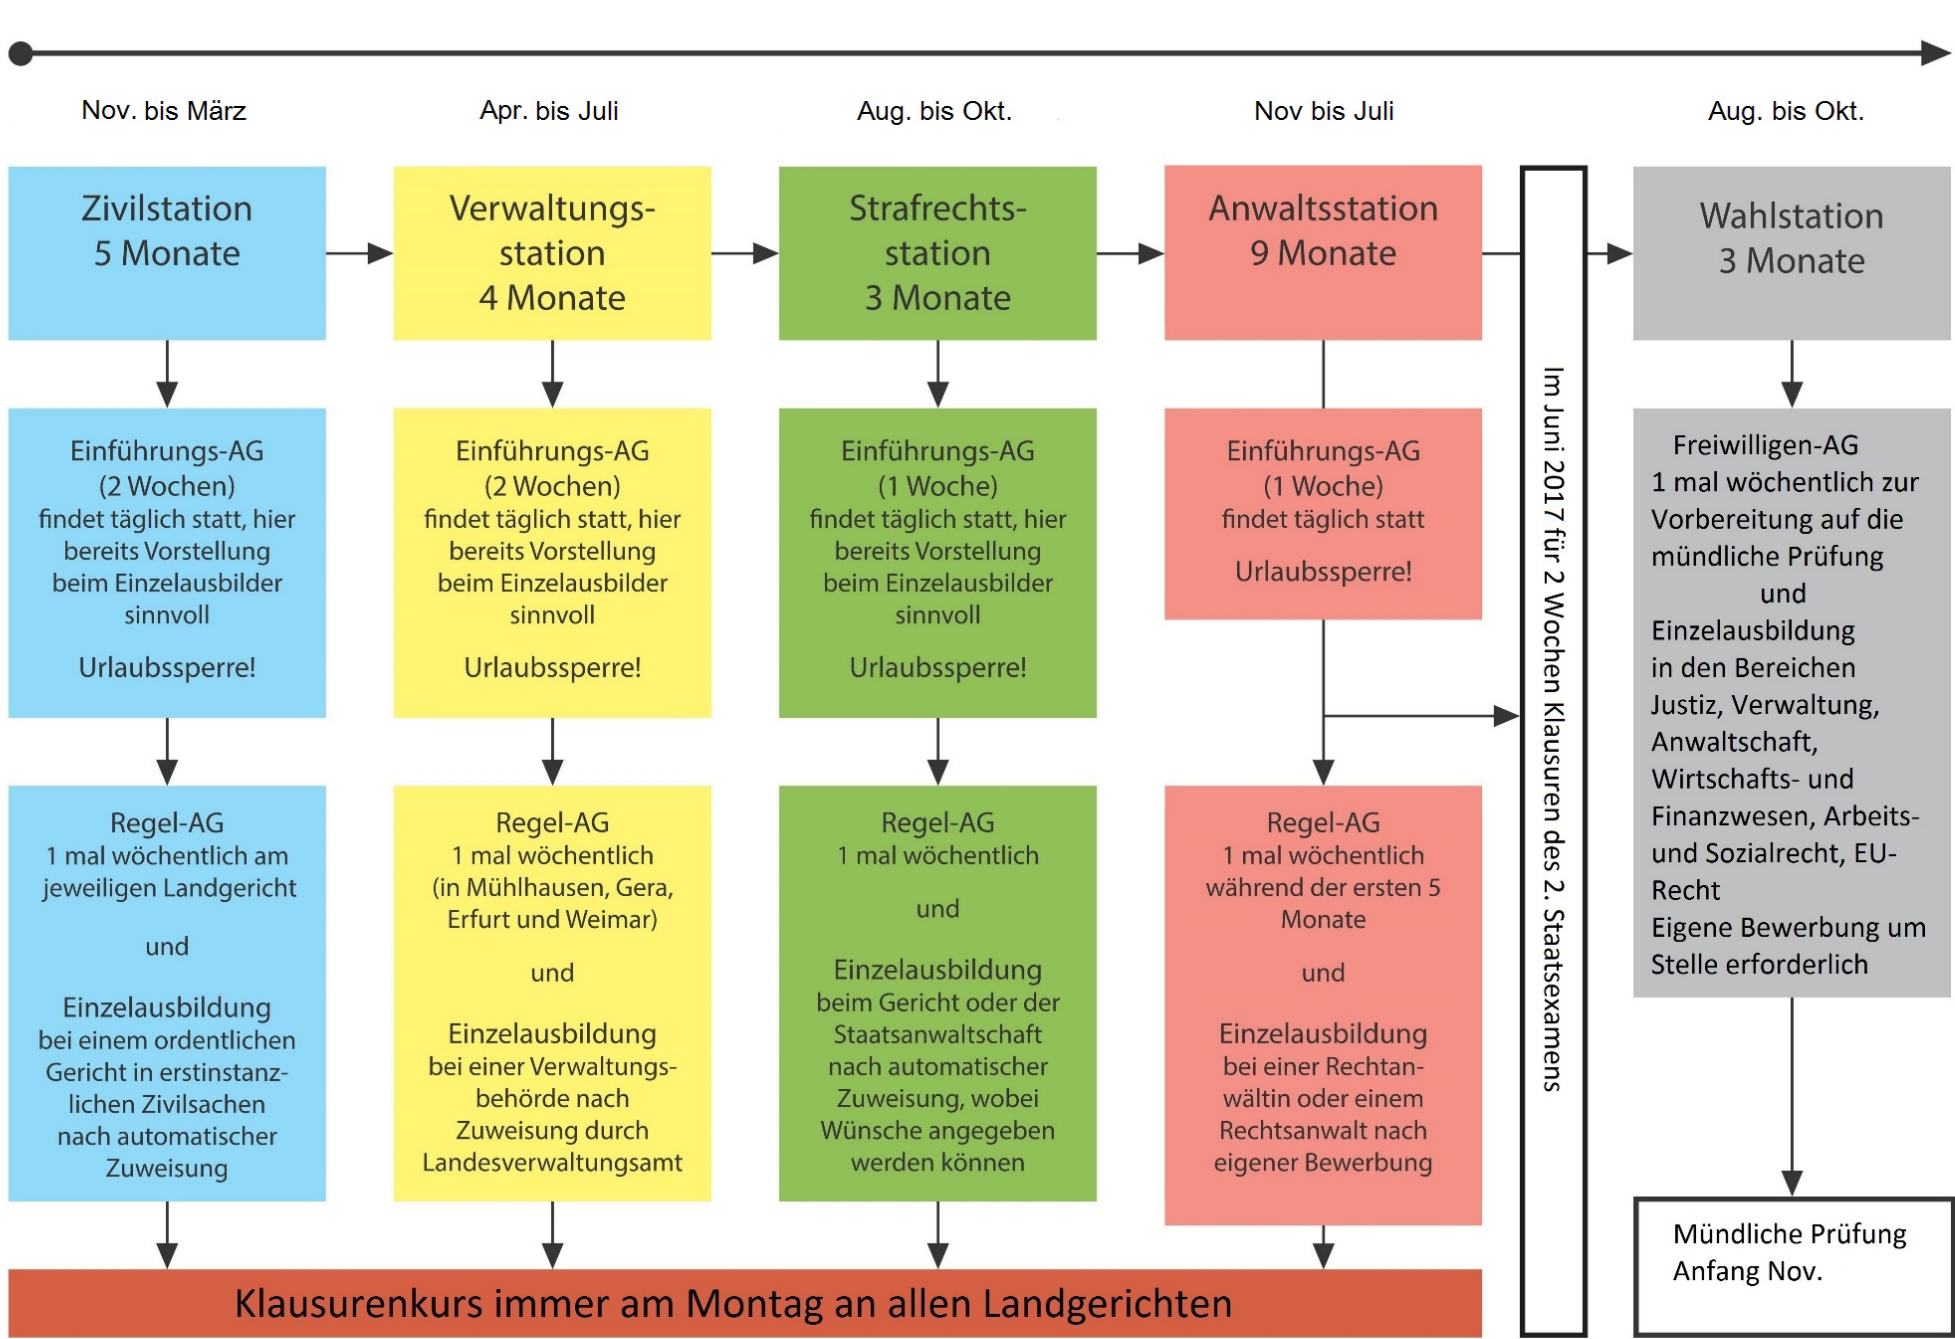 Nov. bis März
Apr. bis Juli
Aug. bis Okt.
Nov bis Juli
Aug. bis Okt.
Zivilstation
5 Monate
Verwaltungs-
station
4 Monate
Strafrechts-
station
3 Monate
Anwaltsstation
9 Monate
Wahlstation
3 Monate
Einführungs-AG
(2 Wochen)
findet täglich statt, hier
bereits Vorstellung
beim Einzelausbilder
sinnvoll
Urlaubssperre!
Einführungs-AG
(2 Wochen)
findet täglich statt, hier
bereits Vorstellung
beim Einzelausbilder
sinnvoll
Urlaubssperre!
Einführungs-AG
(1 Woche)
findet täglich statt, hier
bereits Vorstellung
beim Einzelausbilder
sinnvoll
Urlaubssperre!
Einführungs-AG
(1 Woche)
findet täglich statt
Urlaubssperre!
Im Juni 2017 für 2 Wochen Klausuren des 2. Staatsexamens
Freiwilligen-AG
1 mal wöchentlich zur
Vorbereitung auf die
mündliche Prüfung
und
Einzelausbildung
in den Bereichen
Justiz, Verwaltung,
Anwaltschaft,
Wirtschafts- und
Finanzwesen, Arbeits-
und Sozialrecht, EU-
Recht
Eigene Bewerbung um
Stelle erforderlich
Regel-AG
1 mal wöchentlich am
jeweiligen Landgericht
und
Einzelausbildung
bei einem ordentlichen
Gericht in erstinstanz-
lichen Zivilsachen
nach automatischer
Zuweisung
Regel-AG
1 mal wöchentlich
(in Mühlhausen, Gera,
Erfurt und Weimar)
und
Einzelausbildung
bei einer Verwaltungs-
behörde nach
Zuweisung durch
Landesverwaltungsamt
Regel-AG
1 mal wöchentlich
und
Einzelausbildung
beim Gericht oder der
Staatsanwaltschaft
nach automatischer
Zuweisung, wobei
Wünsche angegeben
werden können
Regel-AG
1 mal wöchentlich
während der ersten 5
Monate
und
Einzelausbildung
bei einer Rechtan-
wältin oder einem
Rechtsanwalt nach
eigener Bewerbung
Mündliche Prüfung
Anfang Nov.
Klausurenkurs immer am Montag an allen Landgerichten